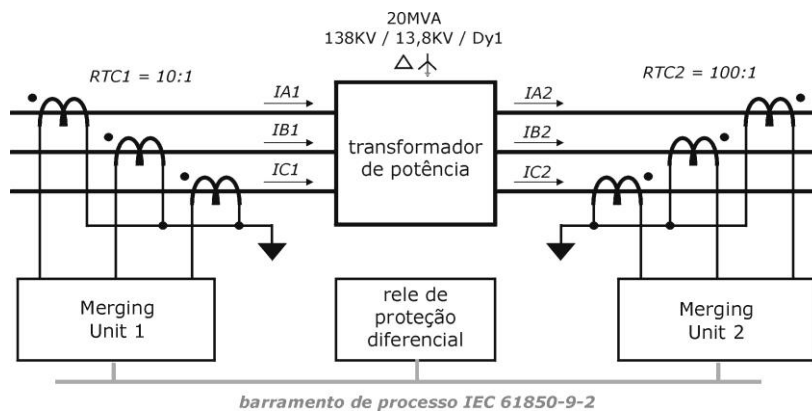 20MVA
138KV / 13,8KV / Dy1
RTC1 = 10:1
RTC2 = 100:1
IA1
IA2
IB1
IB2
IC1
IC2
transformador
de potência
Merging
Unit 1
rele de
proteção
diferencial
Merging
Unit 2
barramento de processo IEC 61850-9-2